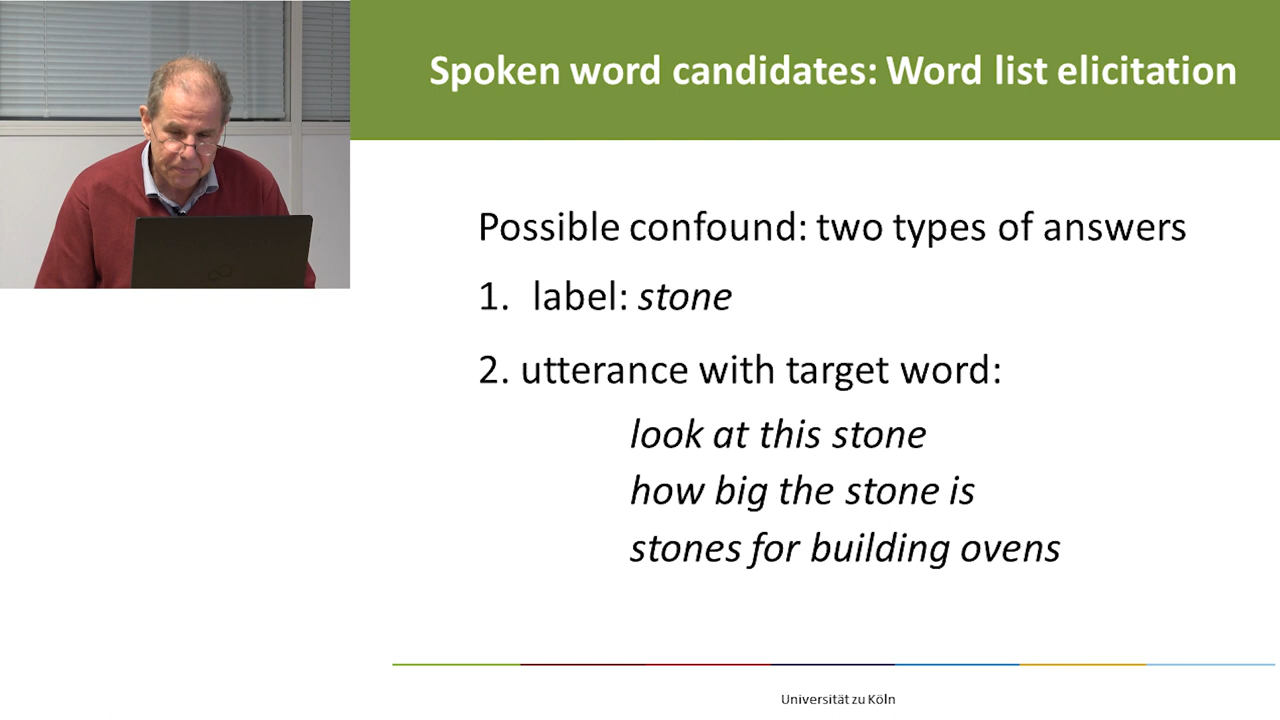 Spoken word candidates: Word list elicitation
Possible confound: two types of answers
1. label: stone
2. utterance with target word:
look at this stone
how big the stone is
stones for building ovens
Universität zu Köln